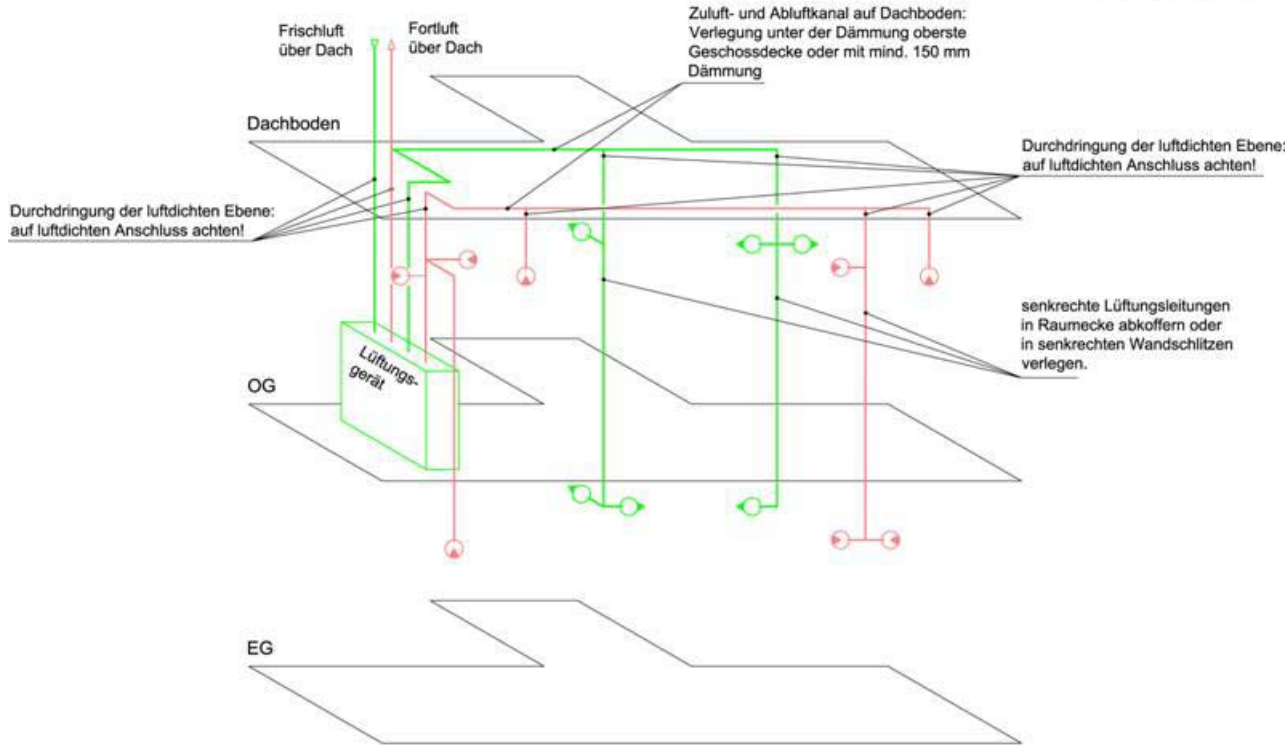 Zuluft- und Abluftkanal auf Dachboden:
Verlegung unter der Dämmung oberste
Geschossdecke oder mit mind. 150 mm
Dämmung
Frischluft
über Dach
Fortluft
über Dach
Dachboden
Durchdringung der luftdichten Ebene:
auf luftdichten Anschluss achten!
Durchdringung der luftdichten Ebene:
auf luftdichten Anschluss achten!
senkrechte Lüftungsleitungen
in Raumecke abkoffern oder
in senkrechten Wandschlitzen
verlegen.
Lüftungs-
gerät
OG
EG